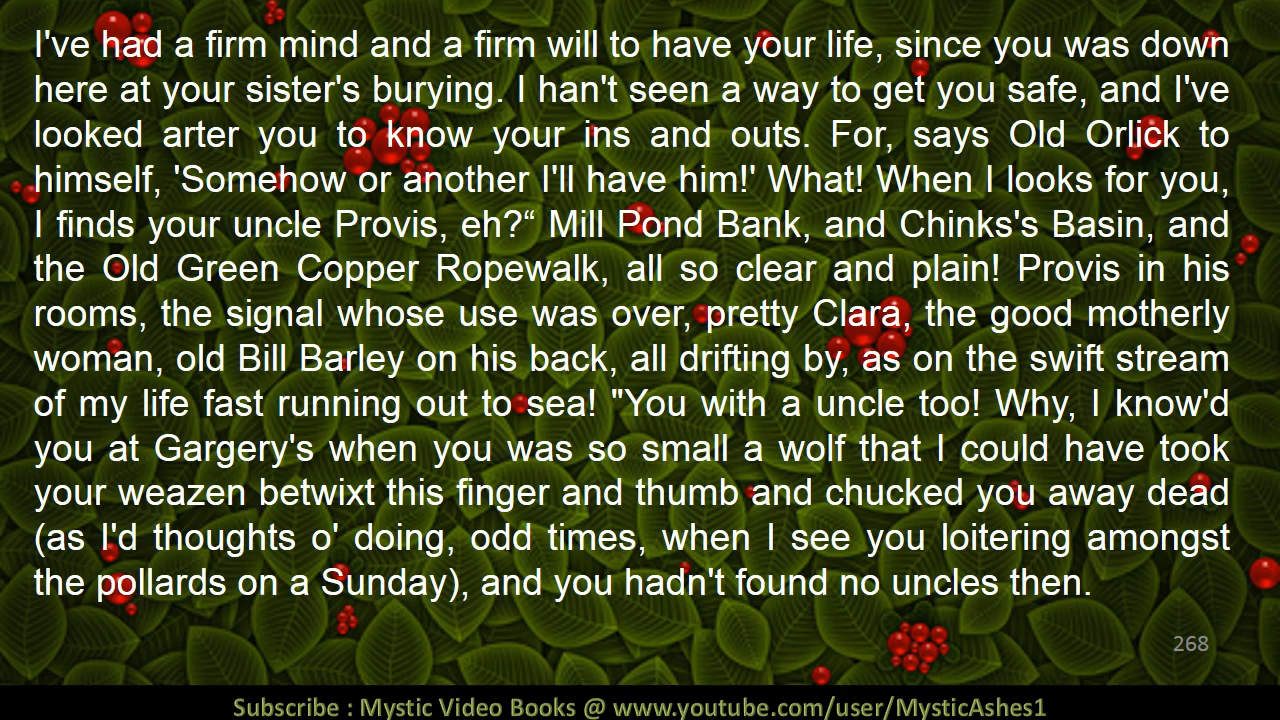 I've had a firm mind and a firm will to have your life, since you was down
here at your sister's burying. I han't seen a way to get you safe, and I've
looked arter you to know your ins and outs. For, says Old Orlick to
himself, 'Somehow or another I'll have him!' What! When I looks for you,
I finds your uncle Provis, eh?“ Mill Pond Bank, and Chinks's Basin, and
the Old Green Copper Ropewalk, all so clear and plain! Provis in his
rooms, the signal whose use was over, pretty Clara, the good motherly
woman, old Bill Barley on his back, all drifting by, as on the swift stream
of my life fast running out to sea! "You with a uncle too! Why, I know'd
you at Gargery's when you was so small a wolf that I could have took
your weazen betwixt this finger and thumb and chucked you away dead
(as I'd thoughts o' doing, odd times, when I see you loitering amongst
the pollards on a Sunday), and you hadn't found no uncles then.
268
Subscribe : Mystic Video Books @ www.youtube.com/user/MysticAshes1